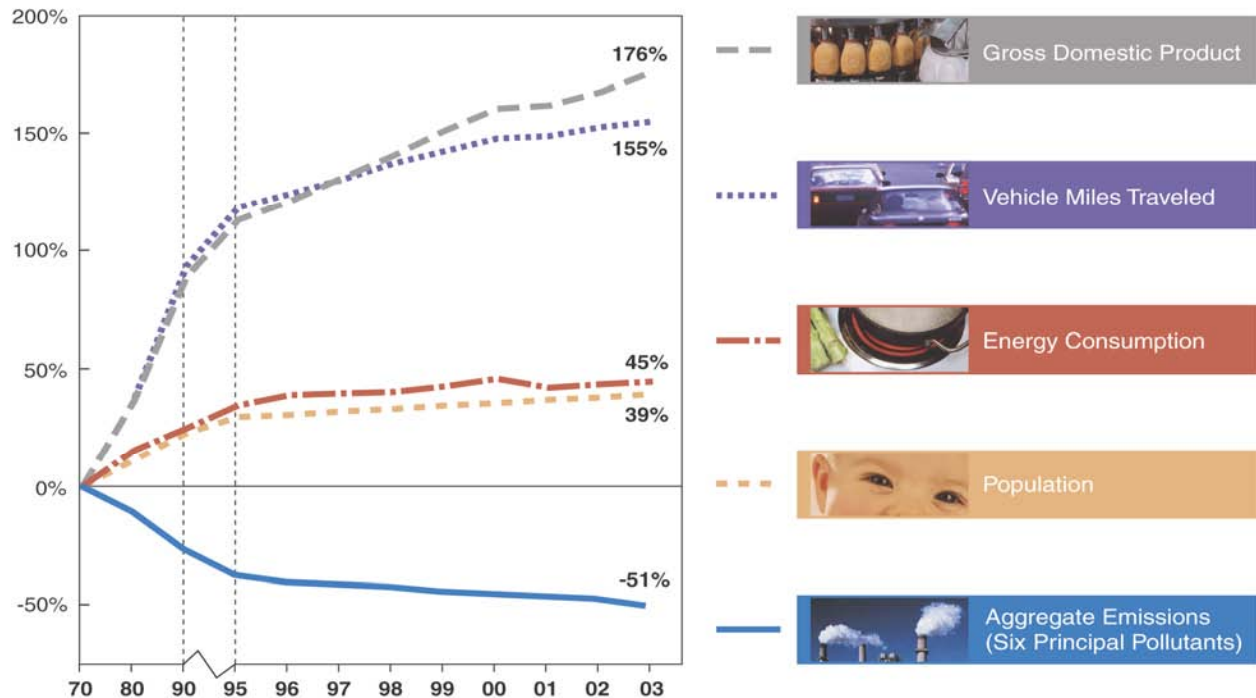 200%
150%
100%
50%
0%
-50%
176%
155%
45%
39%
-51%
70 80 90 95 96 97 98 99 00 01 02 03
Gross Domestic Product
Vehicle Miles Traveled
Energy Consumption
Population
Aggregate Emissions
(Six Principal Pollutants)